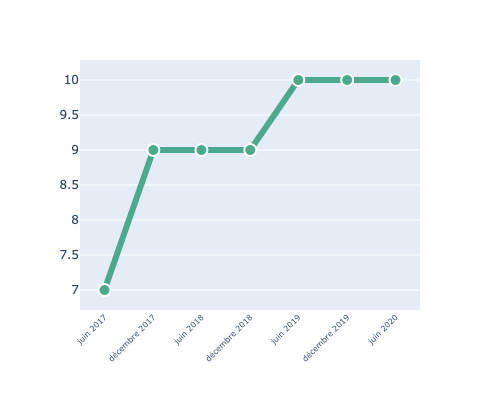 10
9.5
9
8.5
8
7.5
7
juin 2017
décembre 2017
juin 2018
décembre 2018
juin 2019
décembre 2019
juin 2020